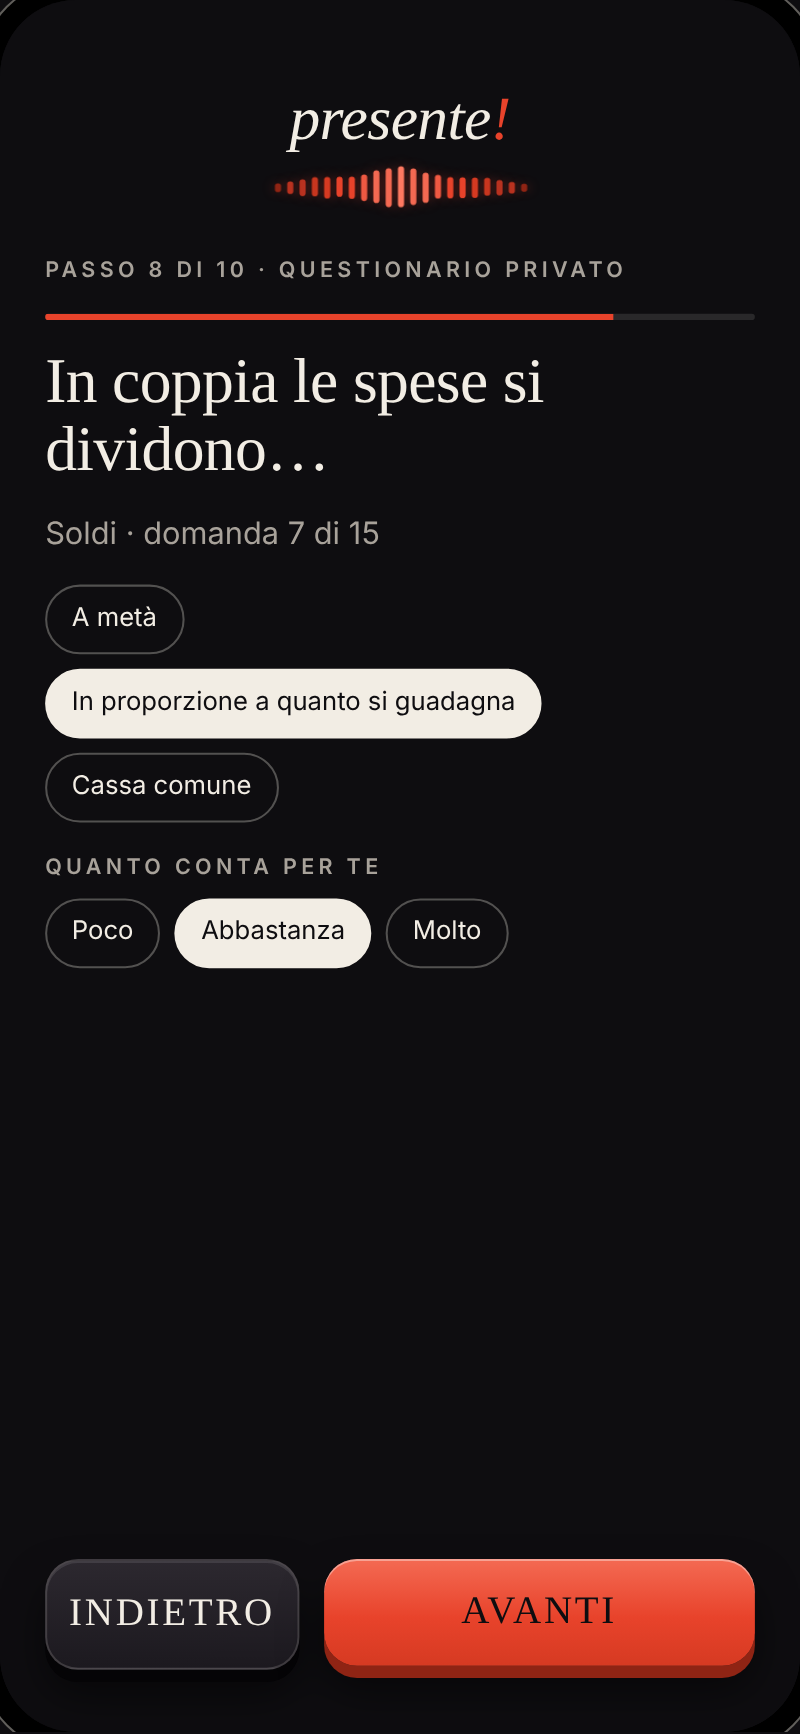 presente!
PASSO 8 DI 10 · QUESTIONARIO PRIVATO
In coppia le spese si
dividono…
Soldi · domanda 7 di 15
A metà
In proporzione a quanto si guadagna
Cassa comune
QUANTO CONTA PER TE
Poco Abbastanza Molto
INDIETRO AVANTI